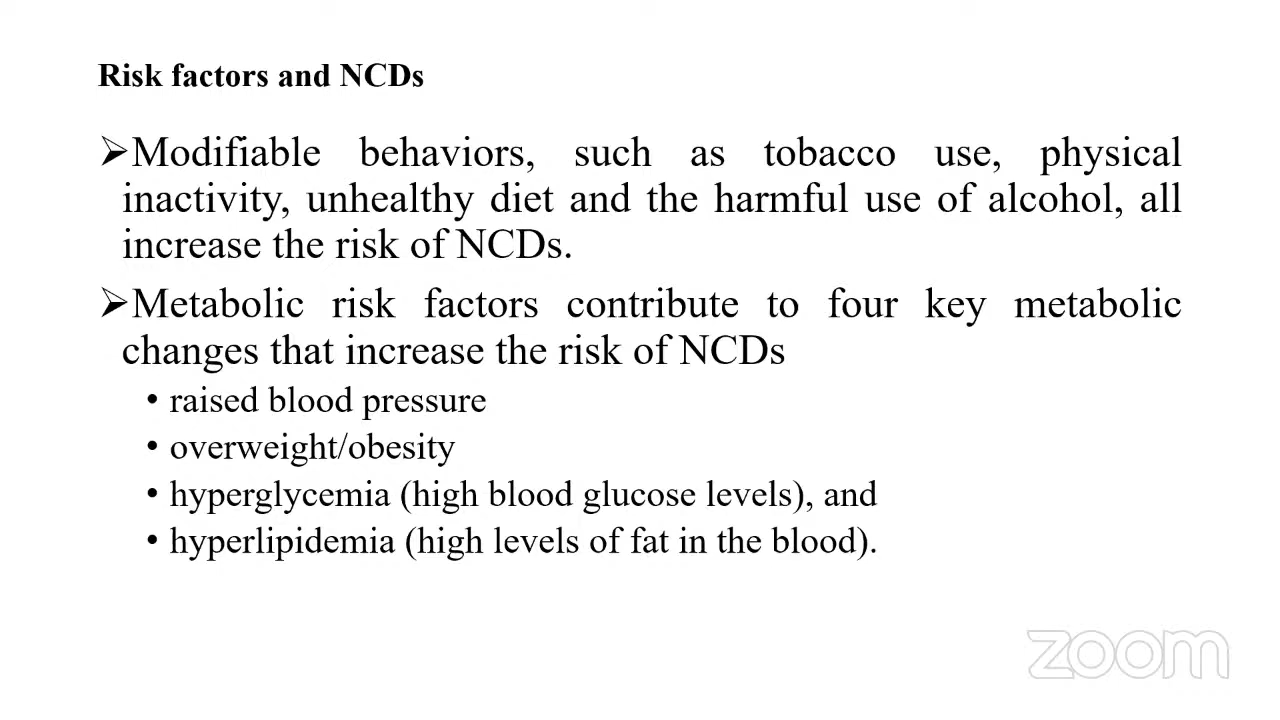 Risk factors and NCDs
➢Modifiable behaviors, such as tobacco use, physical
inactivity, unhealthy diet and the harmful use of alcohol, all
increase the risk of NCDs.
➢Metabolic risk factors contribute to four key metabolic
changes that increase the risk of NCDs
• raised blood pressure
• overweight/obesity
• hyperglycemia (high blood glucose levels), and
• hyperlipidemia (high levels of fat in the blood).
zoom